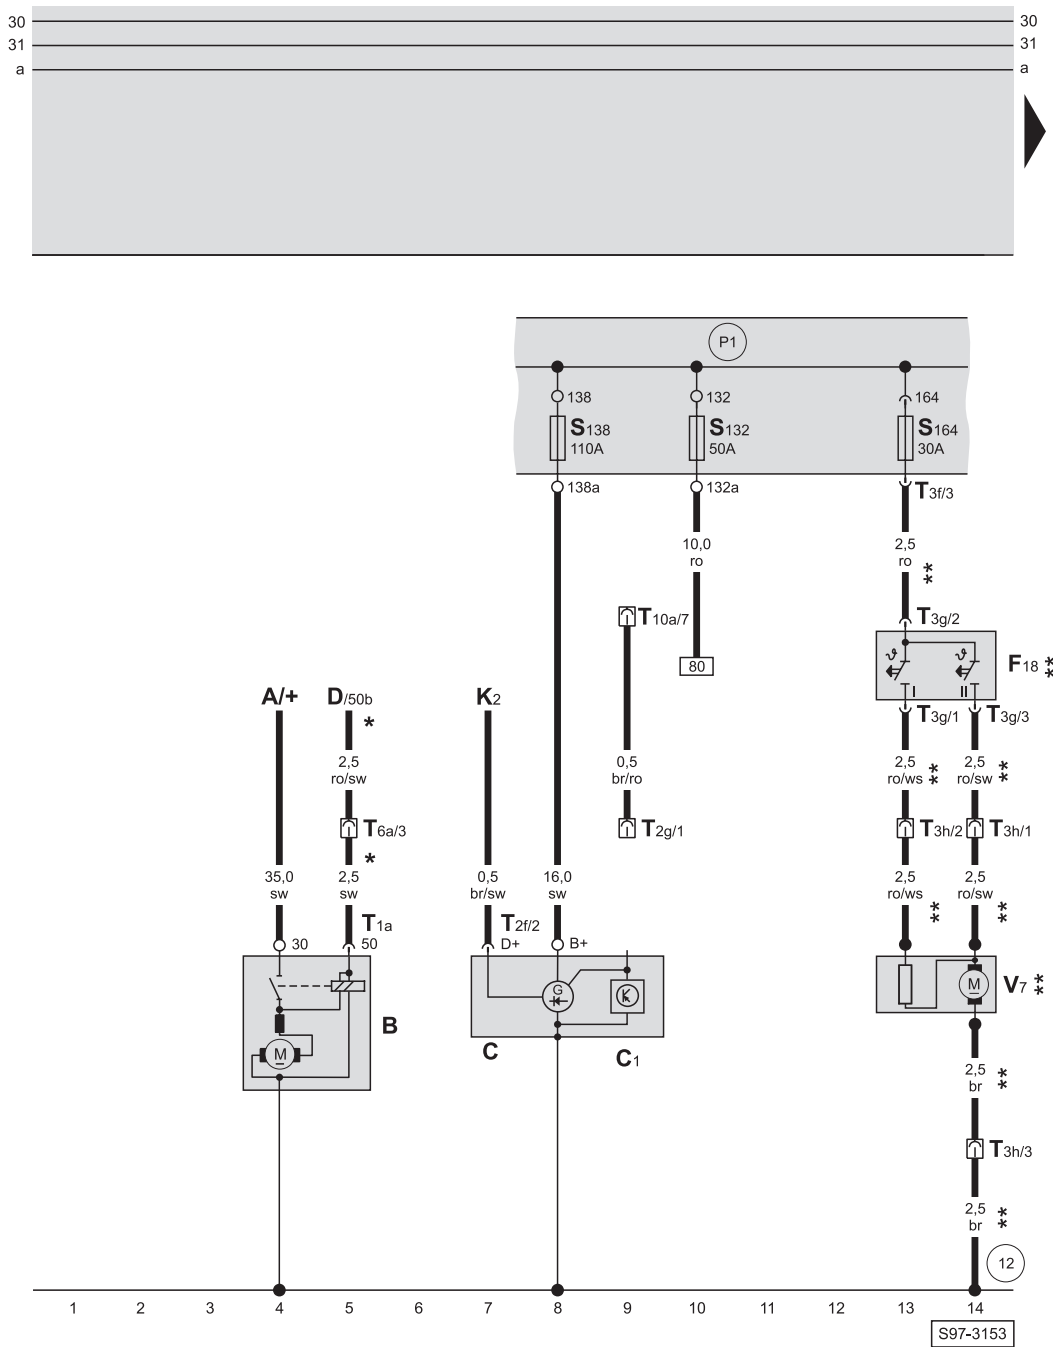 30 30
31 31
a a
P1
138 132 164
S138 S132 S164
110A 50A 30A
138a 132a T3f/3
10,0 2,5
ro ro **
T10a/7 T3g/2
80 F18 **
I II
A/+ D/50b K2 T3g/1 T3g/3
*
2,5 0,5 2,5 2,5
ro/sw br/ro ro/ws ** ro/sw **
T6a/3 T2g/1 T3h/2 T3h/1
*
35,0 2,5 0,5 16,0 2,5 2,5
sw sw br/sw sw ro/ws ro/sw
** **
T1a T2f/2
30 50 D+ B+
G M V7 **
B
M C C1
2,5
br **
T3h/3
2,5
br **
12
1 2 3 4 5 6 7 8 9 10 11 12 13 14
S97-3153